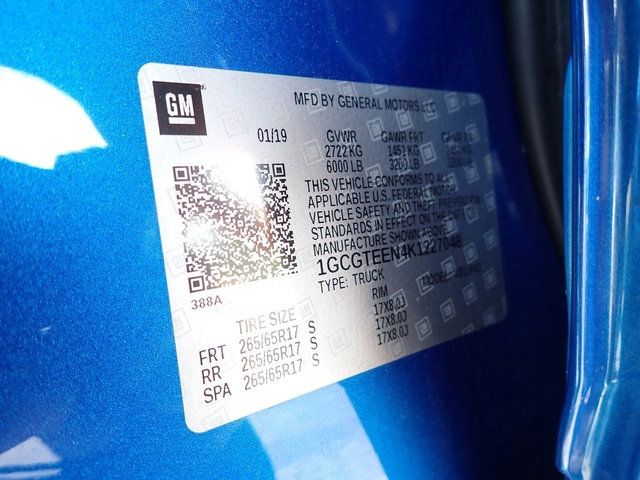 GM
MFD BY GENERAL MOTORS LLC
01/19 GVWR GAWR FRT GAWR RR
2722 KG 1451 KG
6000 LB 3200 LB
THIS VEHICLE CONFORMS TO ALL
APPLICABLE U.S. FEDERAL MOTOR
VEHICLE SAFETY AND THEFT PREVENTION
STANDARDS IN EFFECT ON THE DATE OF
MANUFACTURE SHOWN ABOVE.
1GCGTEEN4K1227048
TYPE: TRUCK
388A
TIRE SIZE RIM
FRT 265/65R17 S 17X8.0J
RR 265/65R17 S 17X8.0J
SPA 265/65R17 S 17X8.0J